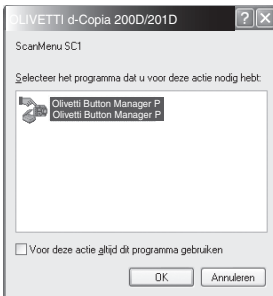 OLIVETTI d-Copia 200D/201D
ScanMenu SC1
Selecteer het programma dat u voor deze actie nodig hebt:
Olivetti Button Manager P
Olivetti Button Manager P
Voor deze actie altijd dit programma gebruiken
OK Annuleren